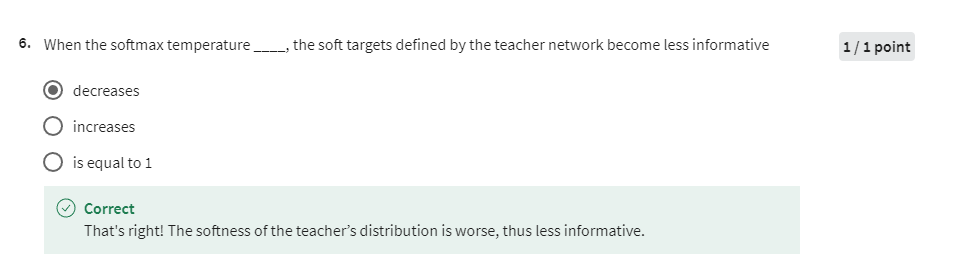 6. When the softmax temperature ____, the soft targets defined by the teacher network become less informative
1 / 1 point
decreases
increases
is equal to 1
Correct
That's right! The softness of the teacher’s distribution is worse, thus less informative.